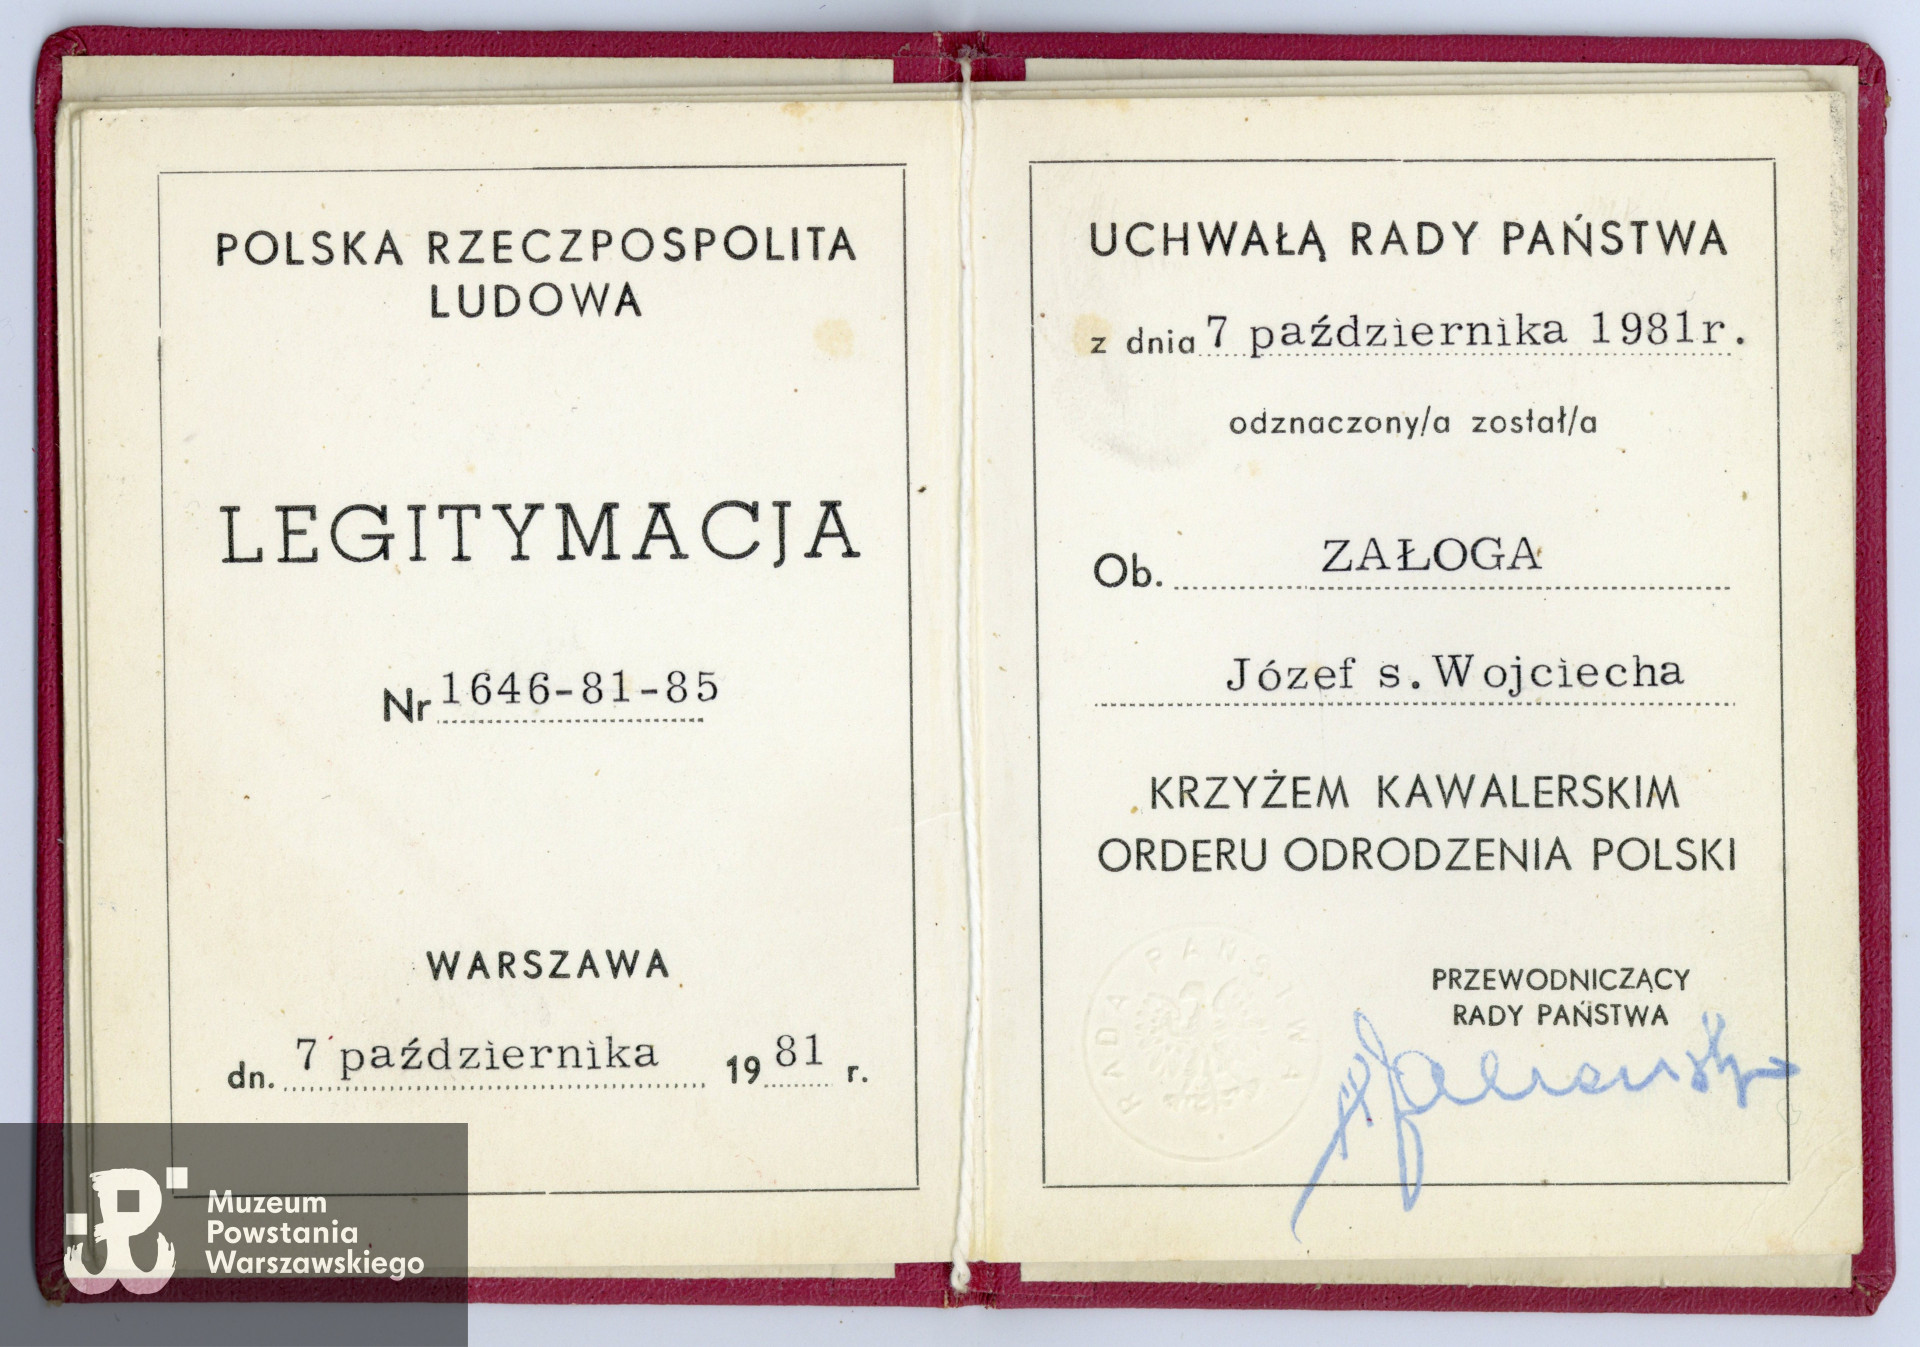 POLSKA RZECZPOSPOLITA
LUDOWA
LEGITYMACJA
Nr 1646-81-85
WARSZAWA
dn. 7 października 1981 r.
UCHWAŁĄ RADY PAŃSTWA
z dnia 7 października 1981r.
odznaczony/a został/a
Ob. ZAŁOGA
Józef s.Wojciecha
KRZYŻEM KAWALERSKIM
ORDERU ODRODZENIA POLSKI
RADA PAŃSTWA
PRZEWODNICZĄCY
RADY PAŃSTWA
Muzeum
Powstania
Warszawskiego